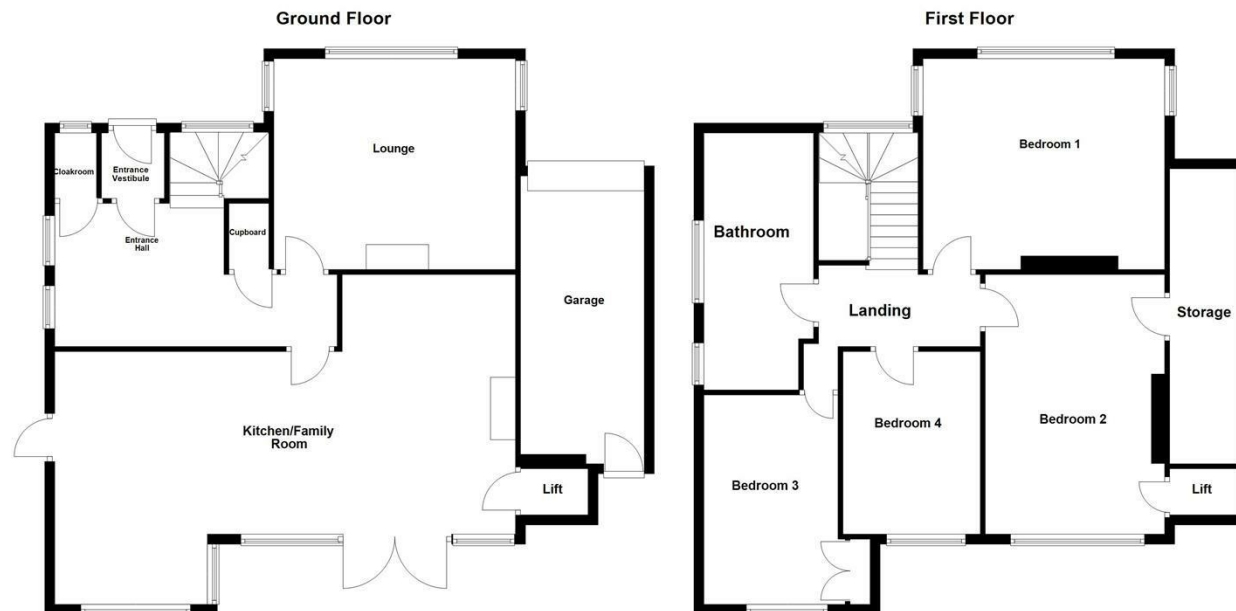 Ground Floor
Lounge
Cloakroom
Entrance
Vestibule
Entrance
Hall
Cupboard
Garage
Kitchen/Family
Room
Lift
First Floor
Bedroom 1
Bathroom
Landing
Storage
Bedroom 2
Bedroom 4
Bedroom 3
Lift